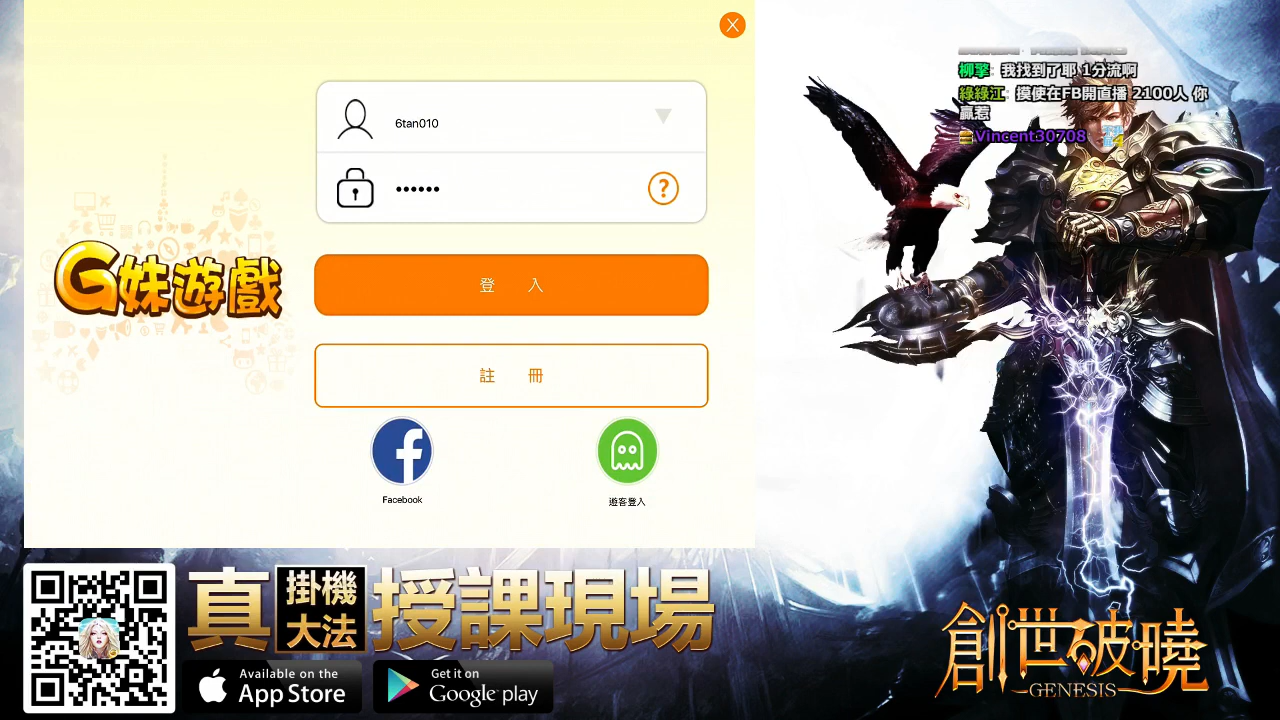 柳擎: 我找到了耶 1分流啊
綠綠江: 摸使在FB開直播 2100人 你
贏惹
Vincent30708
6tan010
••••••
?
G妹遊戲
登 入
註 冊
Facebook
遊客登入
真 掛機大法 授課現場
Available on the
App Store
Get it on
Google play
創世破曉
GENESIS